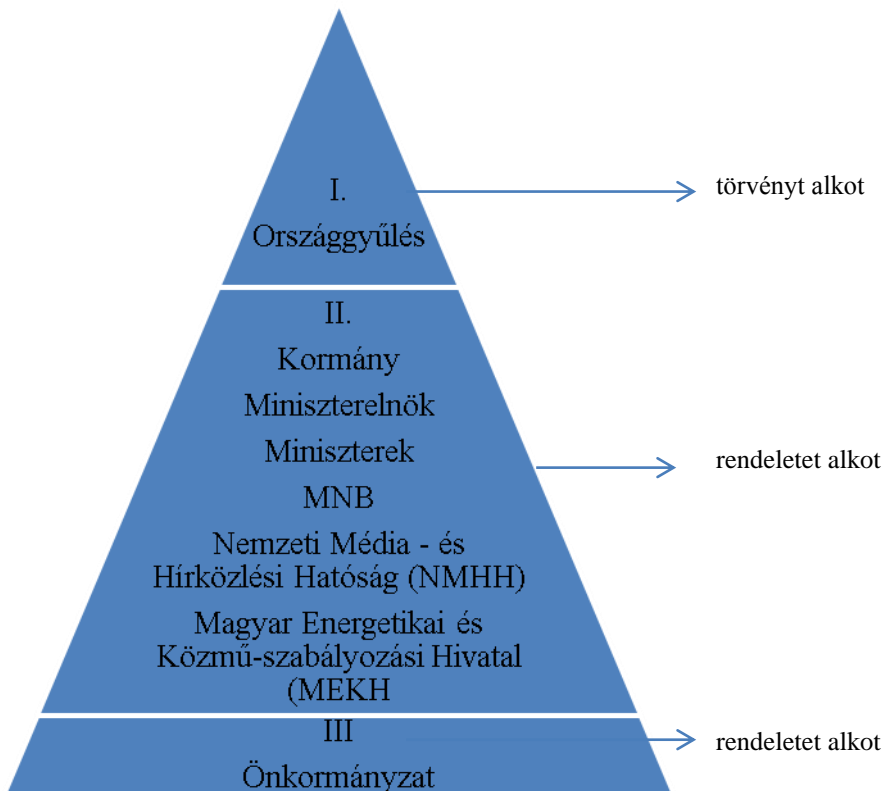 I.
Országgyűlés
törvényt alkot
II.
Kormány
Miniszterelnök
Miniszterek
MNB
Nemzeti Média - és
Hírközlési Hatóság (NMHH)
Magyar Energetikai és
Közmű-szabályozási Hivatal
(MEKH
rendeletet alkot
III
Önkormányzat
rendeletet alkot